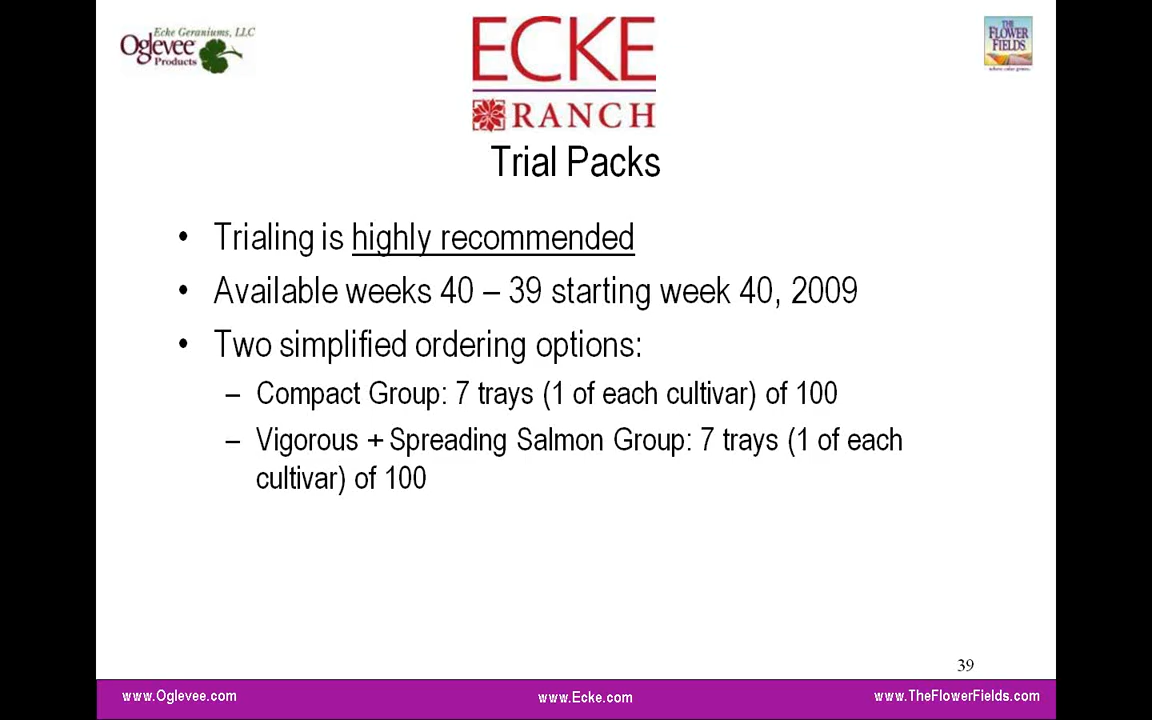 Ecke Geraniums, LLC
Oglevee
Products
ECKE
RANCH
THE
FLOWER
FIELDS
Trial Packs
• Trialing is highly recommended
• Available weeks 40 – 39 starting week 40, 2009
• Two simplified ordering options:
– Compact Group: 7 trays (1 of each cultivar) of 100
– Vigorous + Spreading Salmon Group: 7 trays (1 of each
cultivar) of 100
39
www.Oglevee.com
www.Ecke.com
www.TheFlowerFields.com